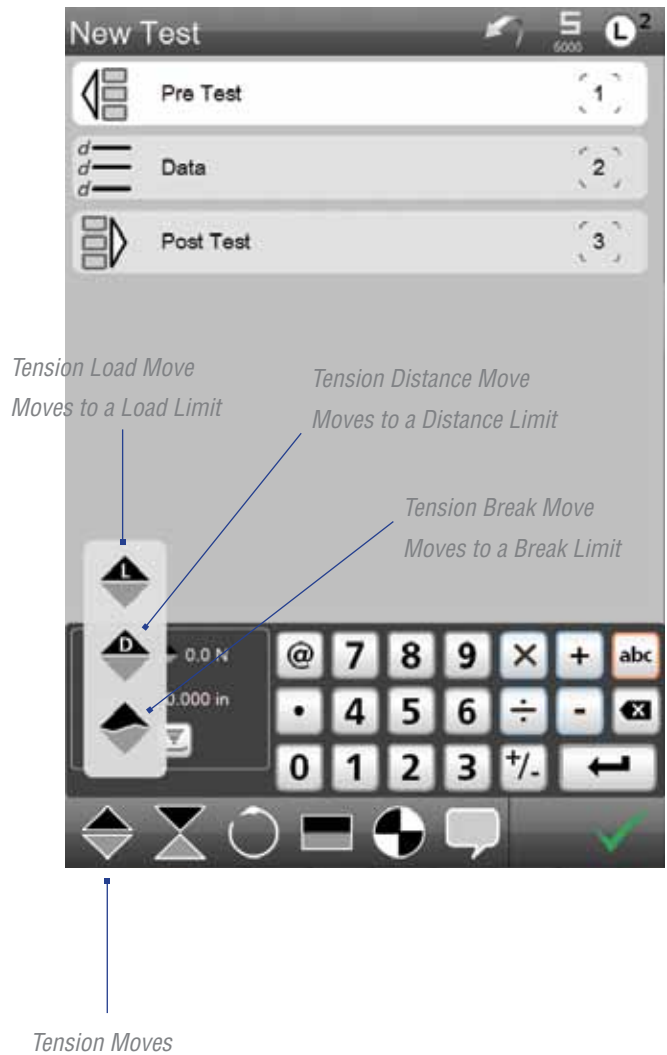 New Test
5
6000
L 2
Pre Test
1
d
d
d
Data
2
Post Test
3
Tension Load Move
Moves to a Load Limit
Tension Distance Move
Moves to a Distance Limit
Tension Break Move
Moves to a Break Limit
L
D
0.0 N
0.000 in
@ 7 8 9 × + abc
• 4 5 6 ÷ -
0 1 2 3 +/-
Tension Moves